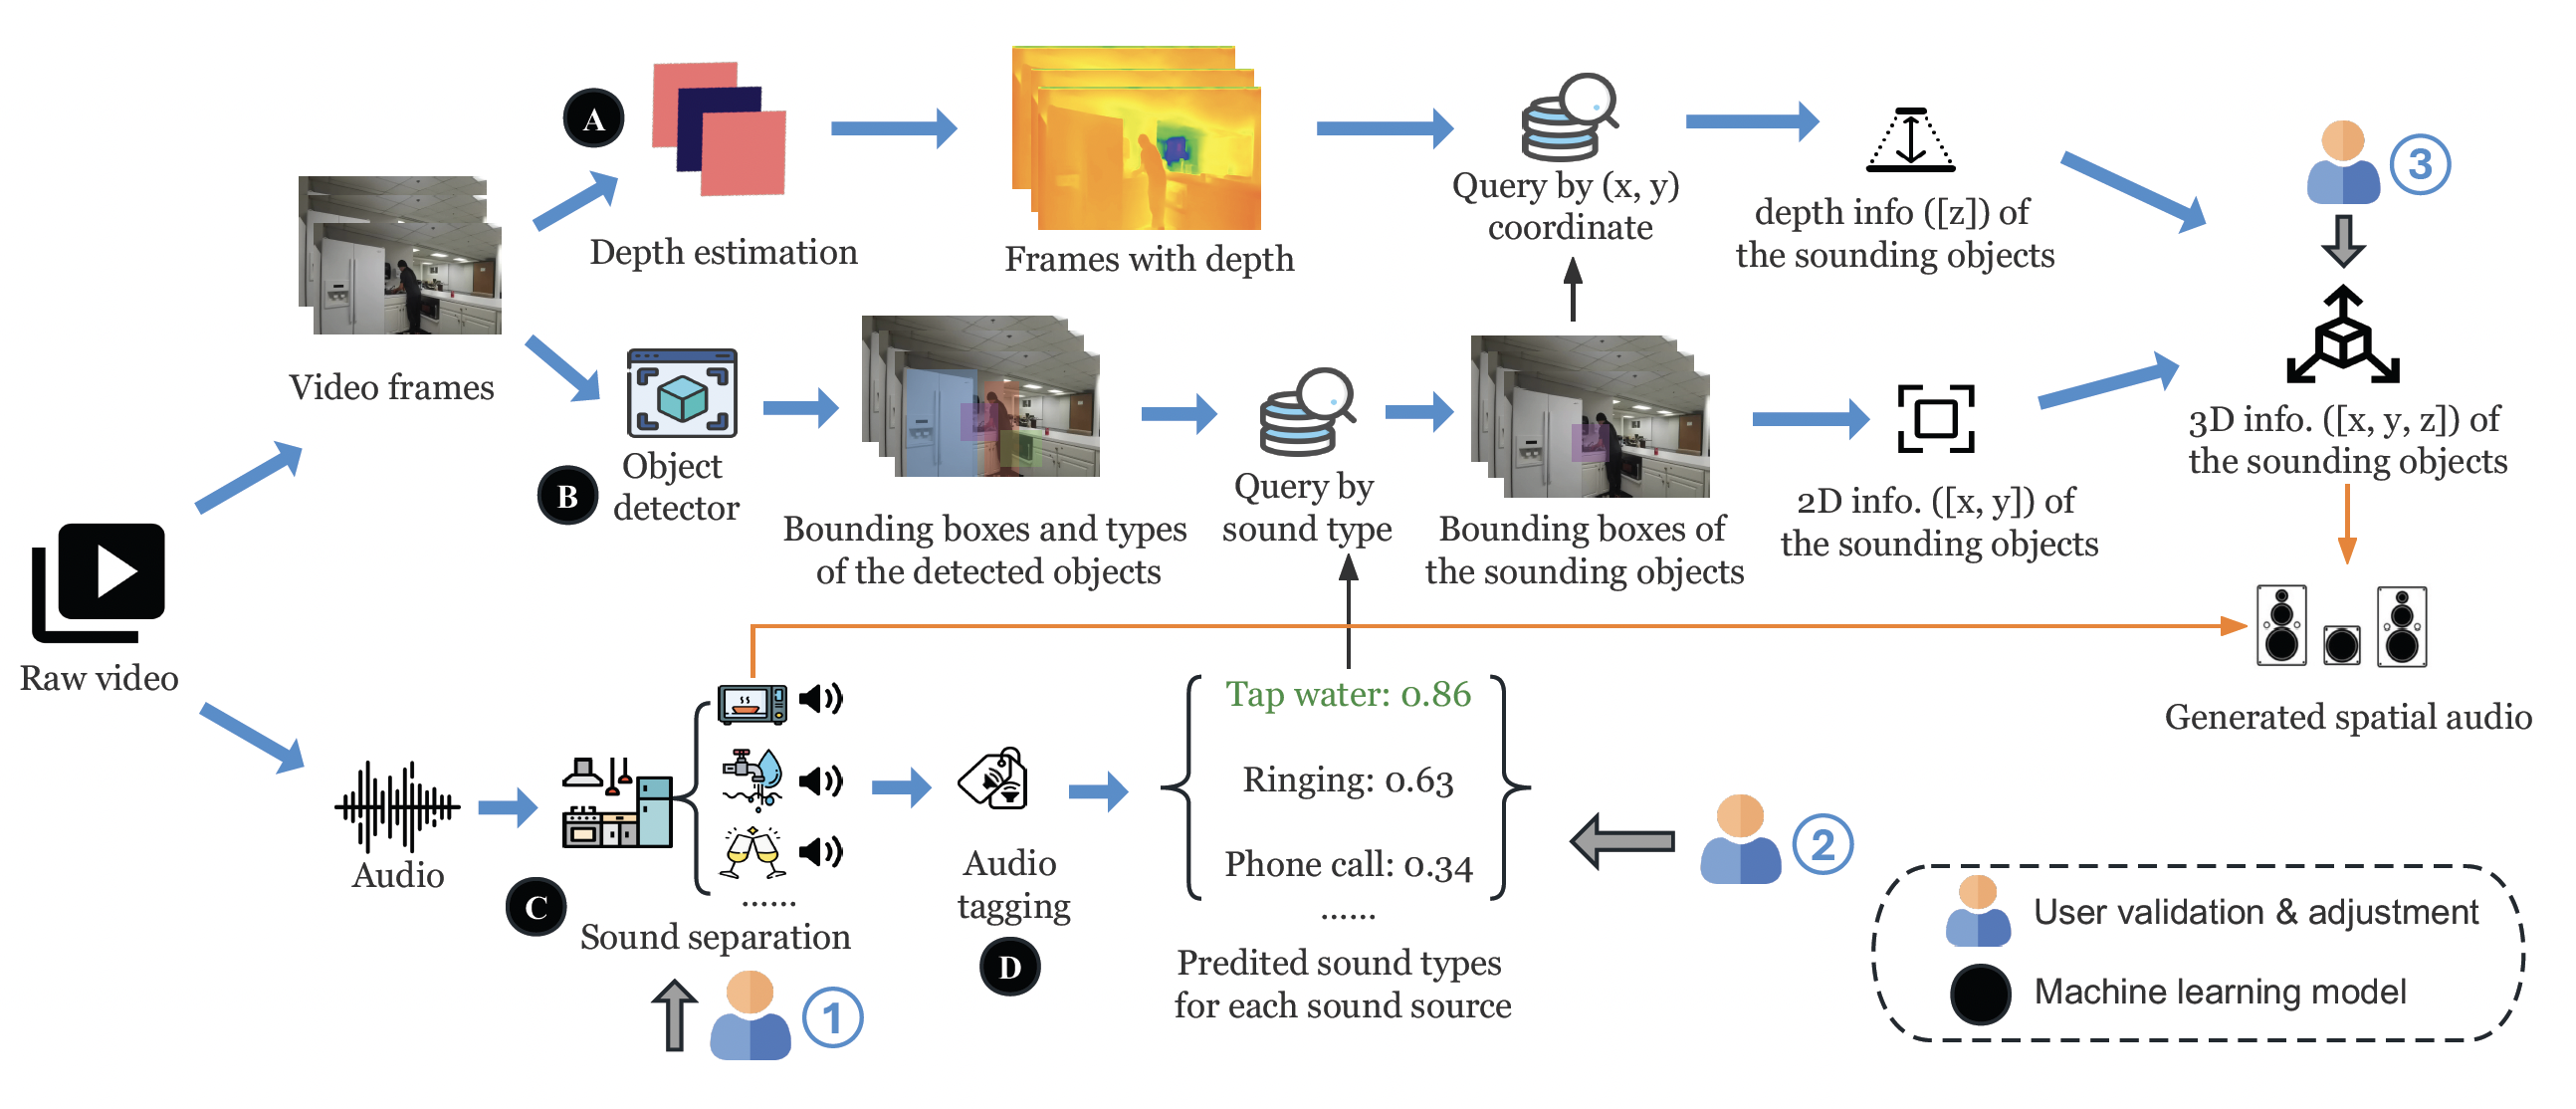 A
Depth estimation
Frames with depth
Query by (x, y)
coordinate
depth info ([z]) of
the sounding objects
3
Video frames
B
Object
detector
Bounding boxes and types
of the detected objects
Query by
sound type
Bounding boxes of
the sounding objects
2D info. ([x, y]) of
the sounding objects
3D info. ([x, y, z]) of
the sounding objects
Raw video
Generated spatial audio
Audio
C
Sound separation
......
1
Audio
tagging
D
Tap water: 0.86
Ringing: 0.63
Phone call: 0.34
......
Predited sound types
for each sound source
2
User validation & adjustment
Machine learning model